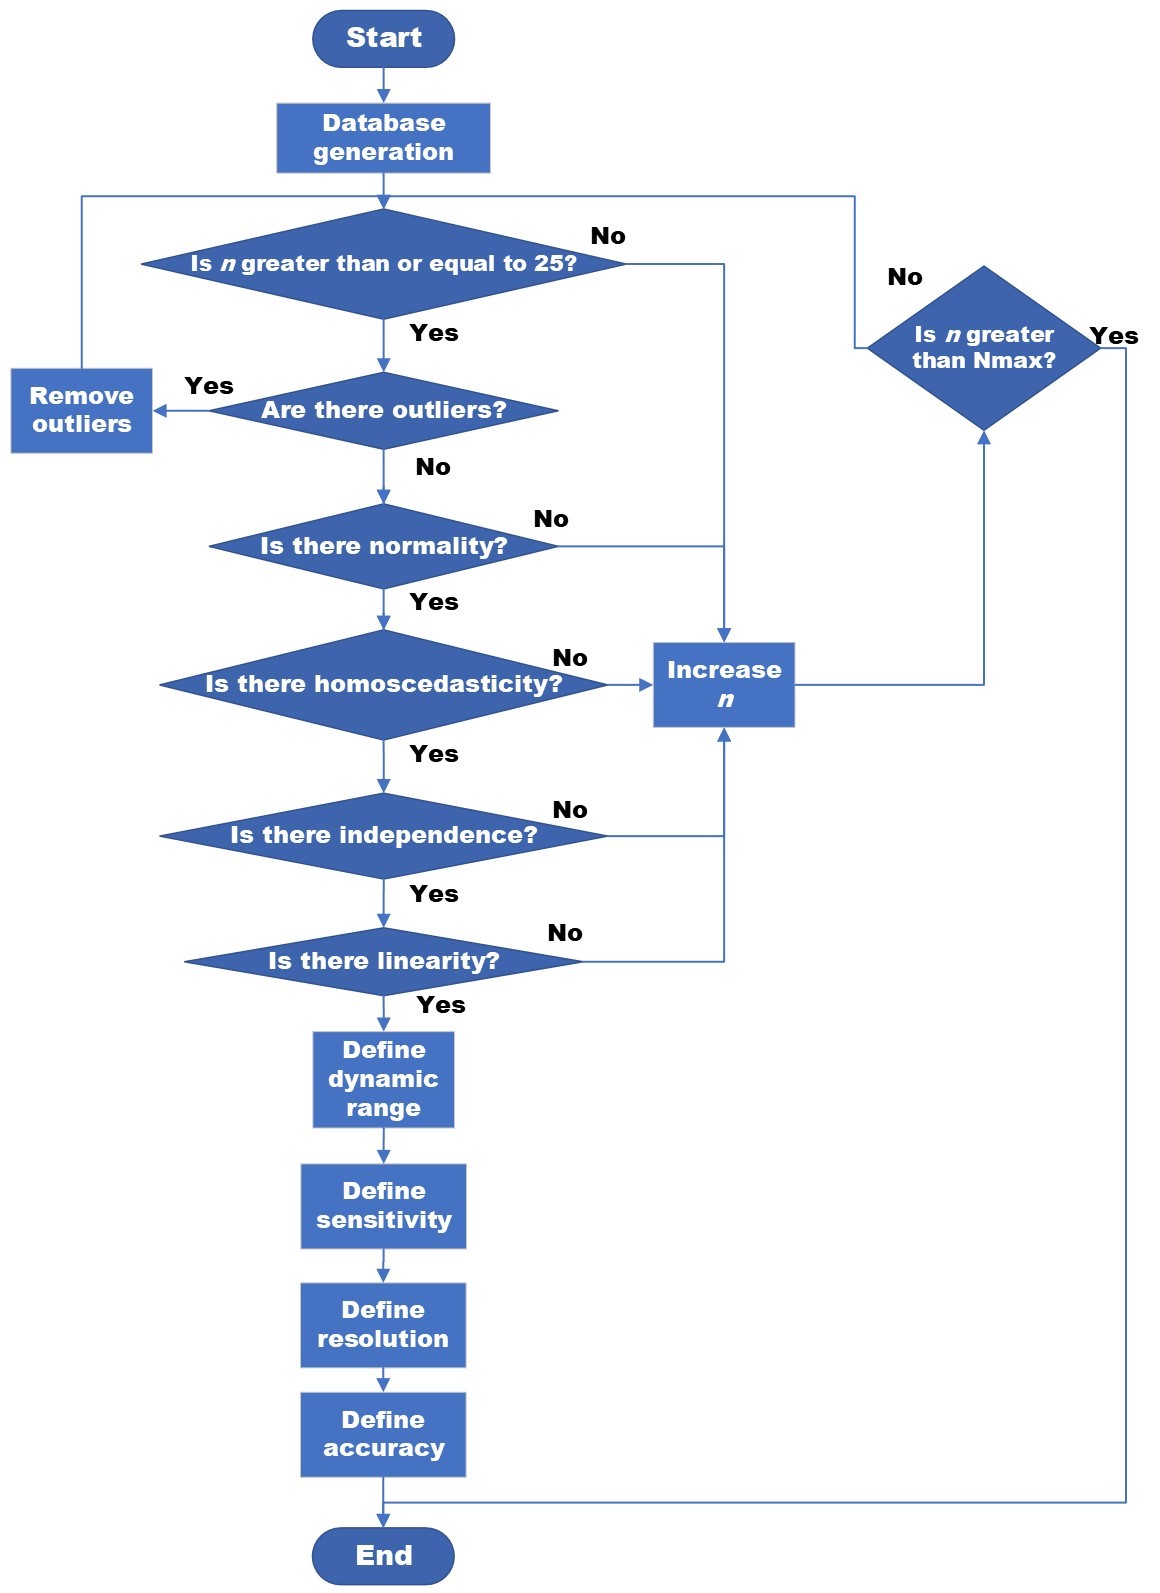 Start
Database
generation
Is n greater than or equal to 25?
No
Yes
Is n greater
than Nmax?
No
Yes
Are there outliers?
Yes
Remove
outliers
No
Is there normality?
No
Yes
Is there homoscedasticity?
No
Increase
n
Yes
Is there independence?
No
Yes
Is there linearity?
No
Yes
Define
dynamic
range
Define
sensitivity
Define
resolution
Define
accuracy
End